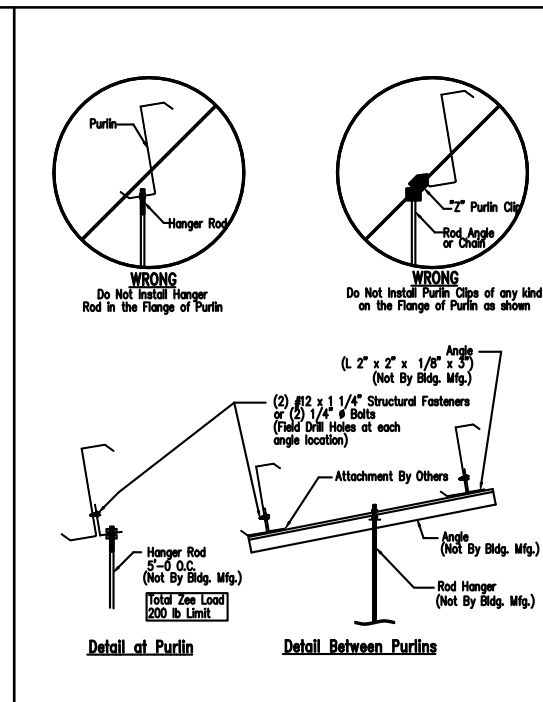 Purlin
Hanger Rod
WRONG
Do Not Install Hanger
Rod in the Flange of Purlin
"Z" Purlin Clip
Rod Angle
or Chain
WRONG
Do Not Install Purlin Clips of any kind
on the Flange of Purlin as shown
Angle
(L 2" x 2" x 1/8" x 3")
(Not By Bldg. Mfg.)
(2) #12 x 1 1/4" Structural Fasteners
or (2) 1/4" ø Bolts
(Field Drill Holes at each
angle location)
Attachment By Others
Hanger Rod
5'-0 O.C.
(Not By Bldg. Mfg.)
Total Zee Load
200 lb Limit
Angle
(Not By Bldg. Mfg.)
Rod Hanger
(Not By Bldg. Mfg.)
Detail at Purlin
Detail Between Purlins